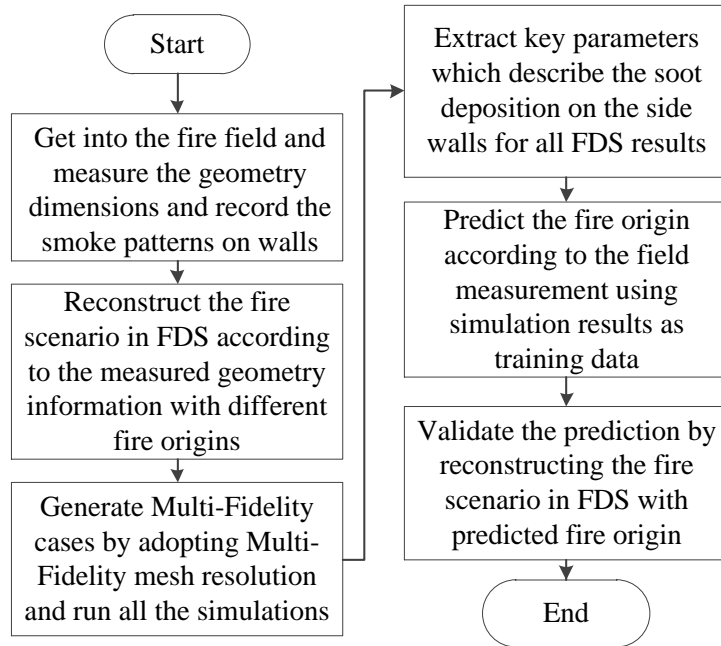 Start
Get into the fire field and
measure the geometry
dimensions and record the
smoke patterns on walls
Reconstruct the fire
scenario in FDS according
to the measured geometry
information with different
fire origins
Generate Multi-Fidelity
cases by adopting Multi-
Fidelity mesh resolution
and run all the simulations
Extract key parameters
which describe the soot
deposition on the side
walls for all FDS results
Predict the fire origin
according to the field
measurement using
simulation results as
training data
Validate the prediction by
reconstructing the fire
scenario in FDS with
predicted fire origin
End